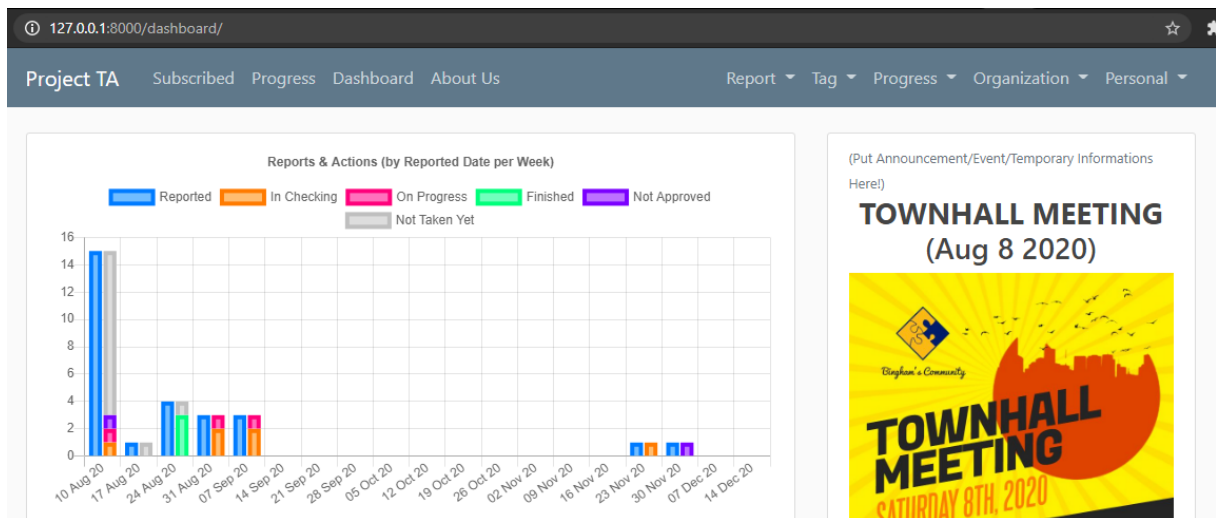 127.0.0.1:8000/dashboard/
Project TA Subscribed Progress Dashboard About Us Report Tag Progress Organization Personal
Reports & Actions (by Reported Date per Week)
Reported In Checking On Progress Finished Not Approved
Not Taken Yet
16
14
12
10
8
6
4
2
0
10 Aug 20 17 Aug 20 24 Aug 20 31 Aug 20 07 Sep 20 14 Sep 20 21 Sep 20 28 Sep 20 05 Oct 20 12 Oct 20 19 Oct 20 26 Oct 20 02 Nov 20 09 Nov 20 16 Nov 20 23 Nov 20 30 Nov 20 07 Dec 20 14 Dec 20
(Put Announcement/Event/Temporary Informations
Here!)
TOWNHALL MEETING
(Aug 8 2020)
Bingham's Community
TOWNHALL
MEETING
SATURDAY 8TH, 2020